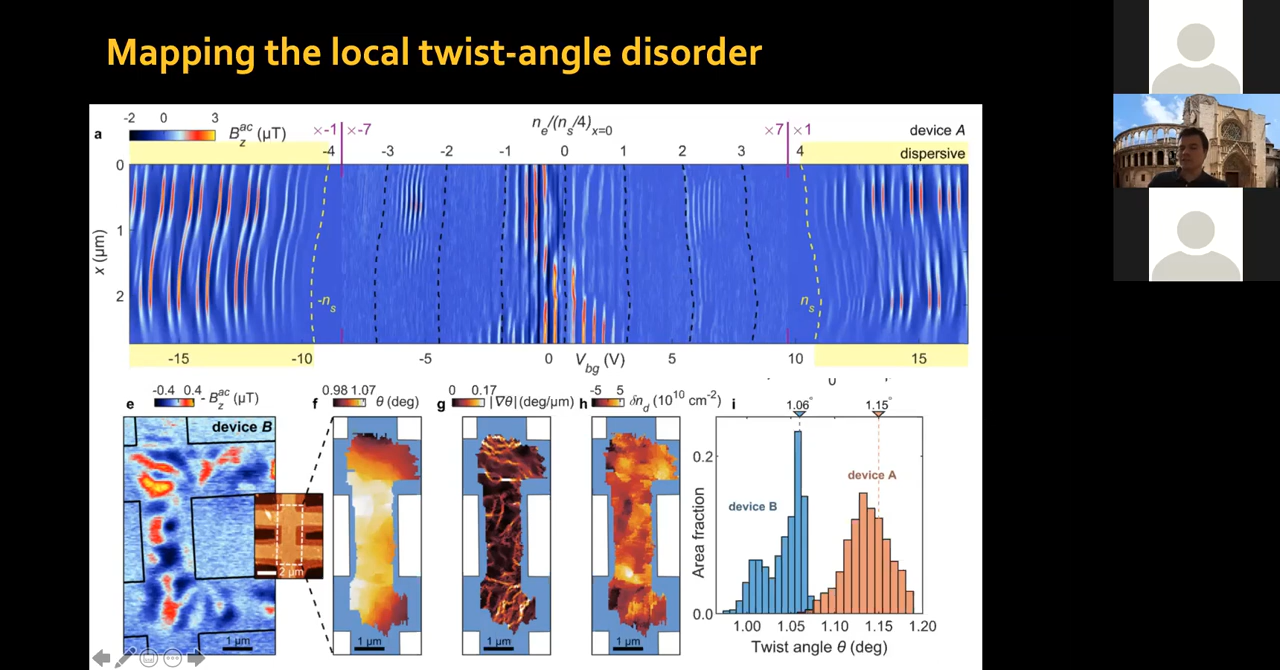 Mapping the local twist-angle disorder
-2 0 3
a B_z^ac (μT)
×-1 ×-7
n_e/(n_s/4)_x=0
×7 ×1
device A
-4 -3 -2 -1 0 1 2 3 4
dispersive
0
1
2
x (μm)
-n_s
n_s
-15 -10 -5 0 V_bg (V) 5 10 15
-0.4 0.4
e B_z^ac (μT)
device B
2 μm
1 μm
0.98 1.07
f θ (deg)
1 μm
0 0.17
g |∇θ| (deg/μm)
1 μm
-5 5
h δn_d (10^10 cm^-2)
1 μm
i
1.06°
1.15°
0.2
0.0
Area fraction
device A
device B
1.00 1.05 1.10 1.15 1.20
Twist angle θ (deg)